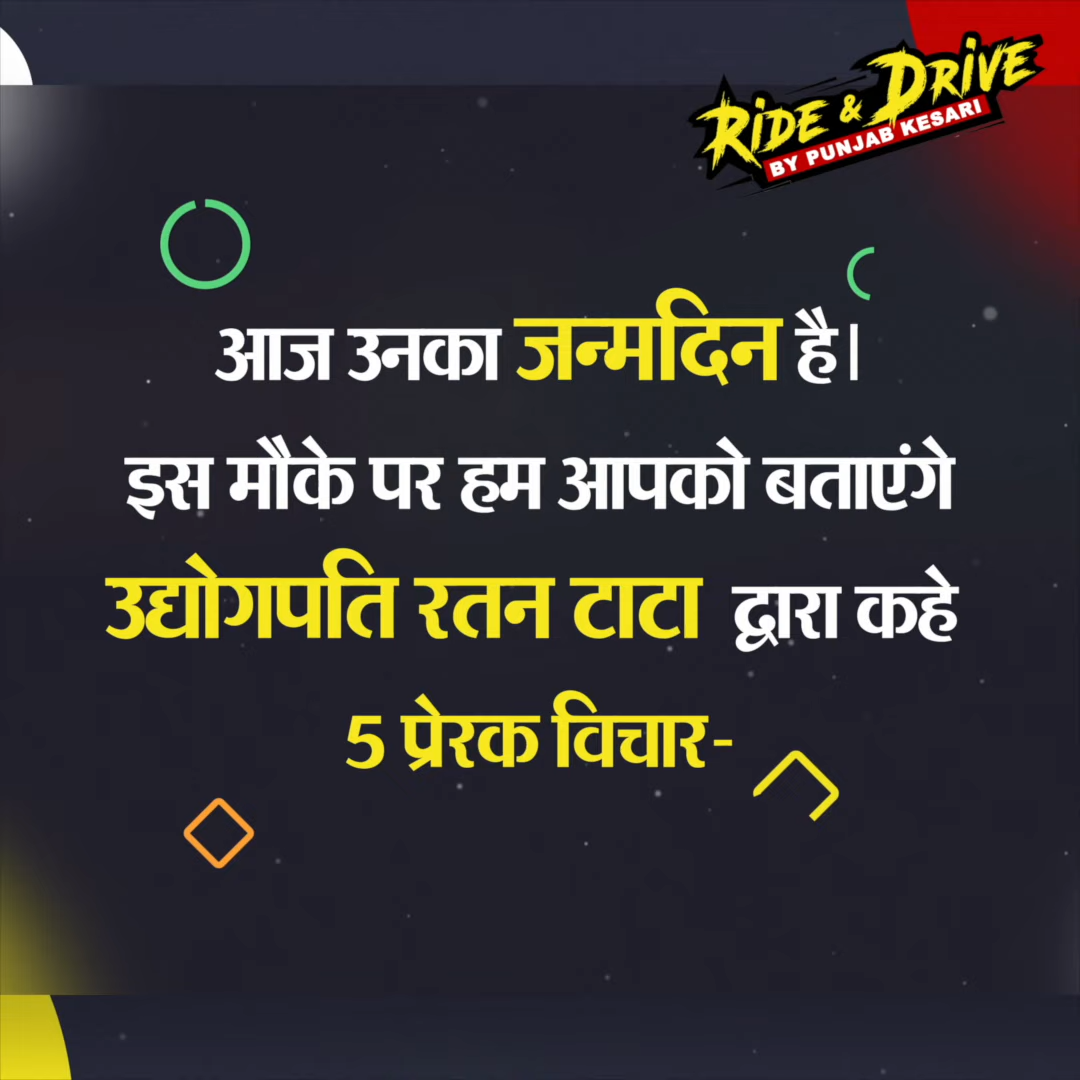 RIDE & DRIVE
BY PUNJAB KESARI
आज उनका जन्मदिन है।
इस मौके पर हम आपको बताएंगे
उद्योगपति रतन टाटा द्वारा कहे
5 प्रेरक विचार-